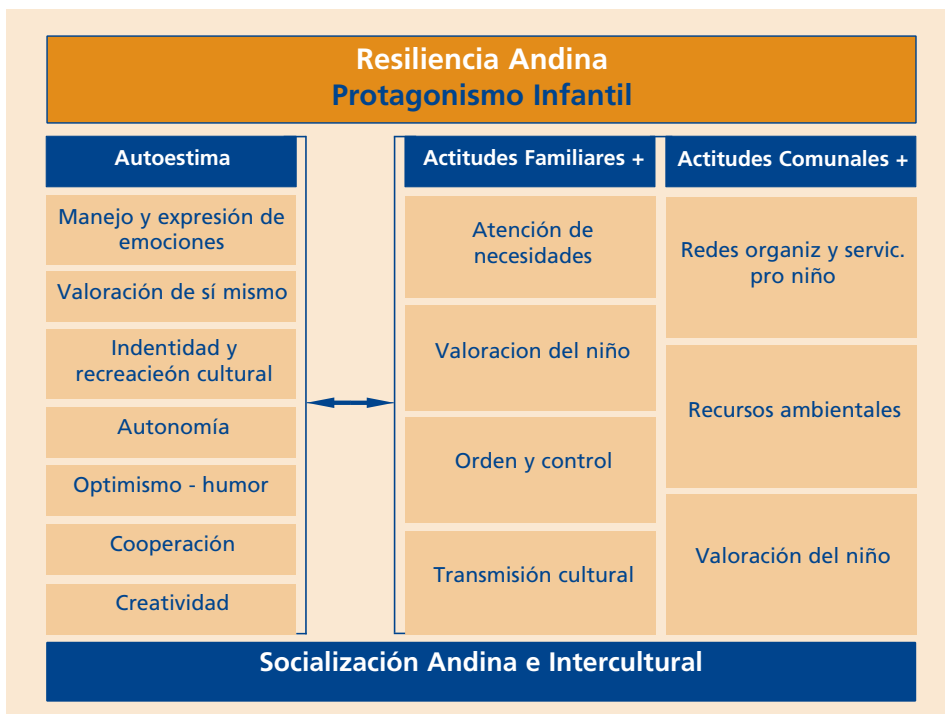 Resiliencia Andina
Protagonismo Infantil
Autoestima
Manejo y expresión de
emociones
Valoración de sí mismo
Indentidad y
recreacieón cultural
Autonomía
Optimismo - humor
Cooperación
Creatividad
Actitudes Familiares +
Atención de
necesidades
Valoracion del niño
Orden y control
Transmisión cultural
Actitudes Comunales +
Redes organiz y servic.
pro niño
Recursos ambientales
Valoración del niño
Socialización Andina e Intercultural